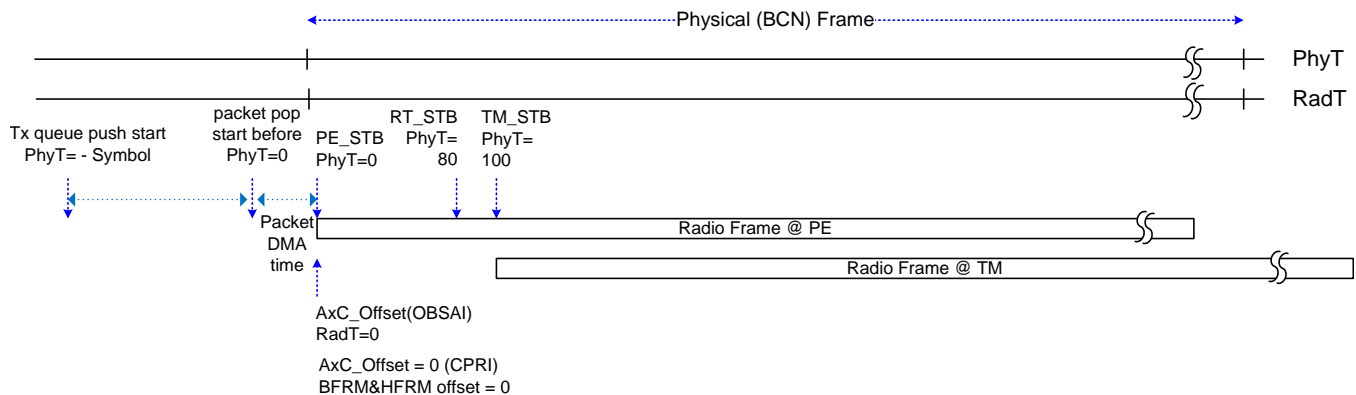 Physical (BCN) Frame
PhyT
RadT
Tx queue push start
PhyT= - Symbol
packet pop
start before
PhyT=0
PE_STB
PhyT=0
RT_STB
PhyT=
80
TM_STB
PhyT=
100
Packet
DMA
time
Radio Frame @ PE
Radio Frame @ TM
AxC_Offset(OBSAI)
RadT=0
AxC_Offset = 0 (CPRI)
BFRM&HFRM offset = 0